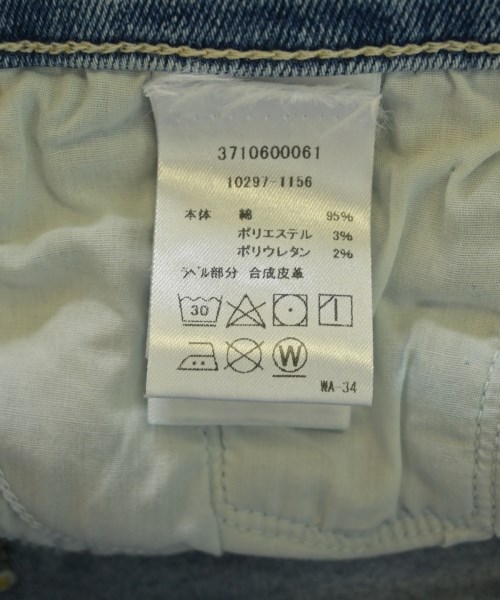 3710600061
10297-1156
本体 綿 95%
ポリエステル 3%
ポリウレタン 2%
ラベル部分 合成皮革
30
W
WA-34